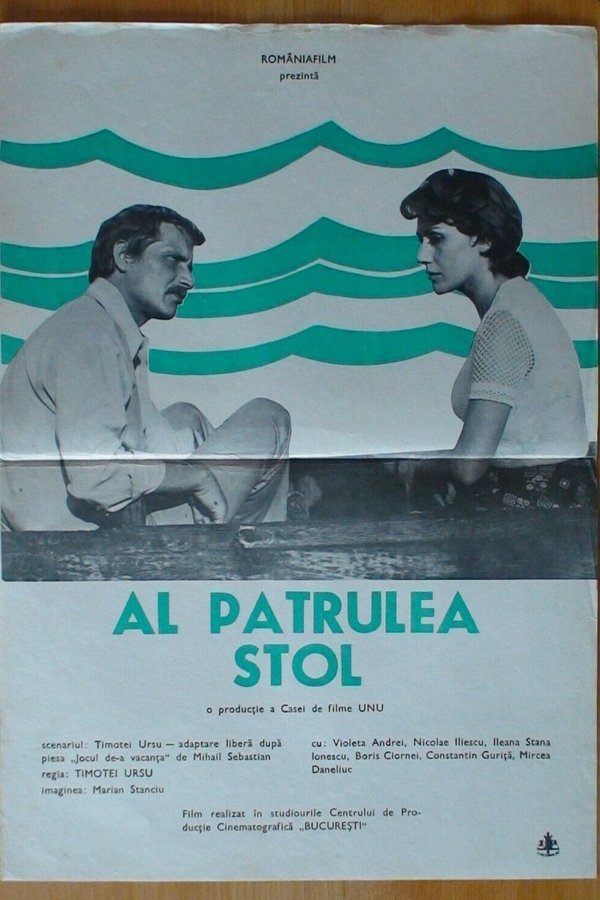 ROMÂNIAFILM
prezintă
AL PATRULEA
STOL
o producție a Casei de filme UNU
scenariul: Timotei Ursu — adaptare liberă după
piesa „Jocul de-a vacanța" de Mihail Sebastian
regia: TIMOTEI URSU
imaginea: Marian Stanciu
cu: Violeta Andrei, Nicolae Iliescu, Ileana Stana
Ionescu, Boris Ciornei, Constantin Guriță, Mircea
Daneliuc
Film realizat în studiourile Centrului de Pro-
ducție Cinematografică „BUCUREȘTI"